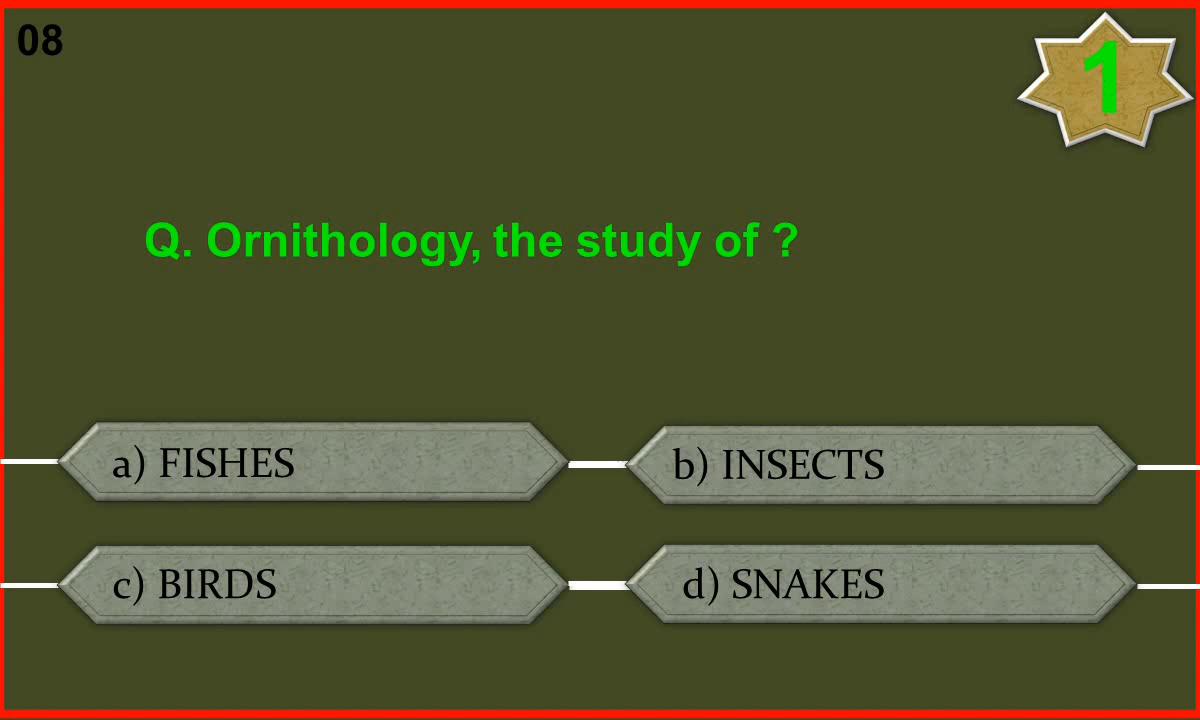 08
1
Q. Ornithology, the study of ?
a) FISHES
b) INSECTS
c) BIRDS
d) SNAKES